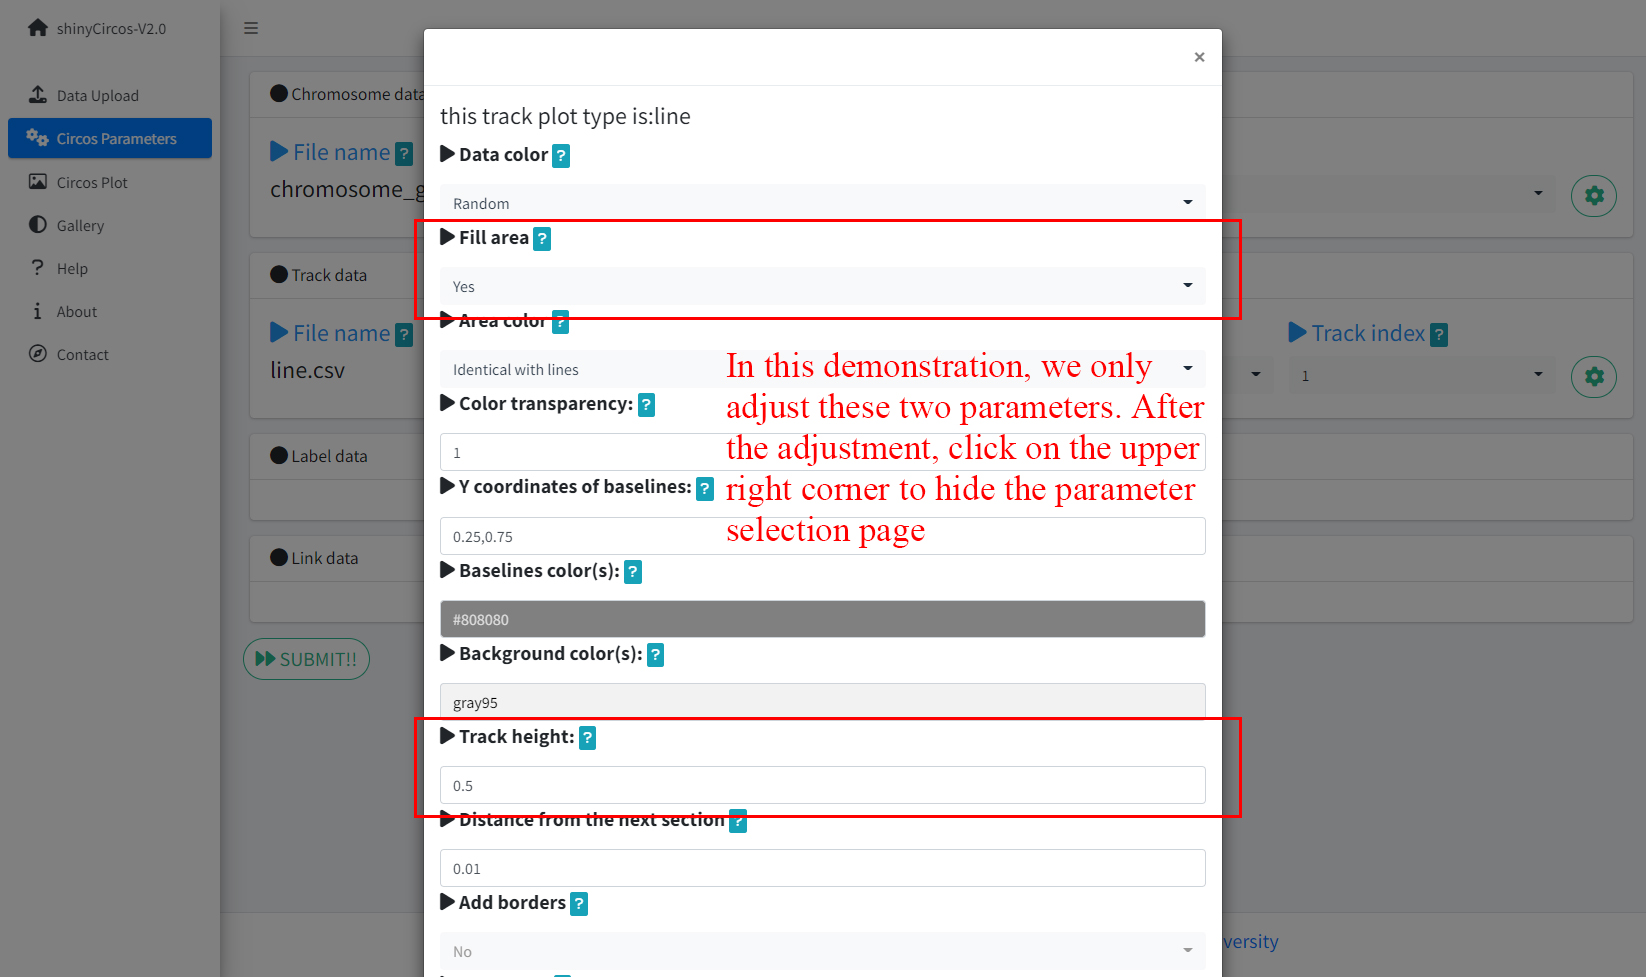 shinyCircos-V2.0
Data Upload
Circos Parameters
Circos Plot
Gallery
Help
About
Contact
Chromosome data
File name ?
chromosome_g
Track data
File name ?
line.csv
Track index ?
1
Label data
Link data
SUBMIT!!
×
this track plot type is:line
Data color ?
Random
Fill area ?
Yes
Area color ?
Identical with lines
Color transparency: ?
1
Y coordinates of baselines: ?
0.25,0.75
Baselines color(s): ?
#808080
Background color(s): ?
gray95
Track height: ?
0.5
Distance from the next section ?
0.01
Add borders ?
No
In this demonstration, we only
adjust these two parameters. After
the adjustment, click on the upper
right corner to hide the parameter
selection page
versity